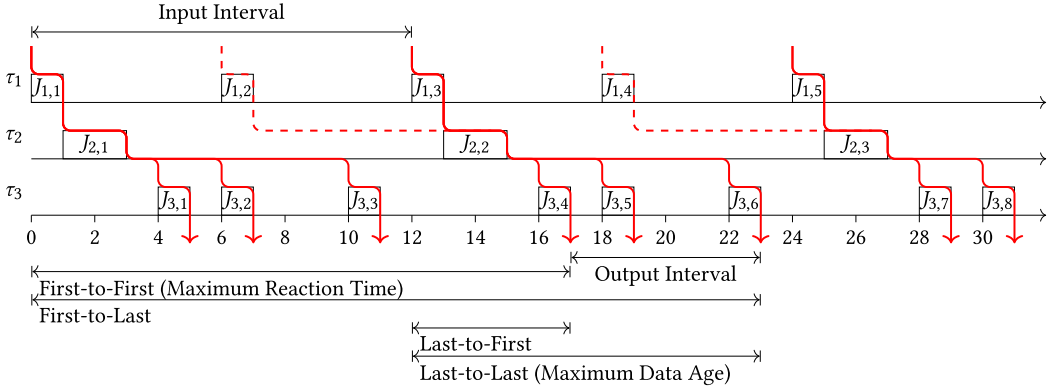 Input Interval
τ1
J1,1 J1,2 J1,3 J1,4 J1,5
τ2
J2,1 J2,2 J2,3
τ3
J3,1 J3,2 J3,3 J3,4 J3,5 J3,6 J3,7 J3,8
0 2 4 6 8 10 12 14 16 18 20 22 24 26 28 30
Output Interval
First-to-First (Maximum Reaction Time)
First-to-Last
Last-to-First
Last-to-Last (Maximum Data Age)